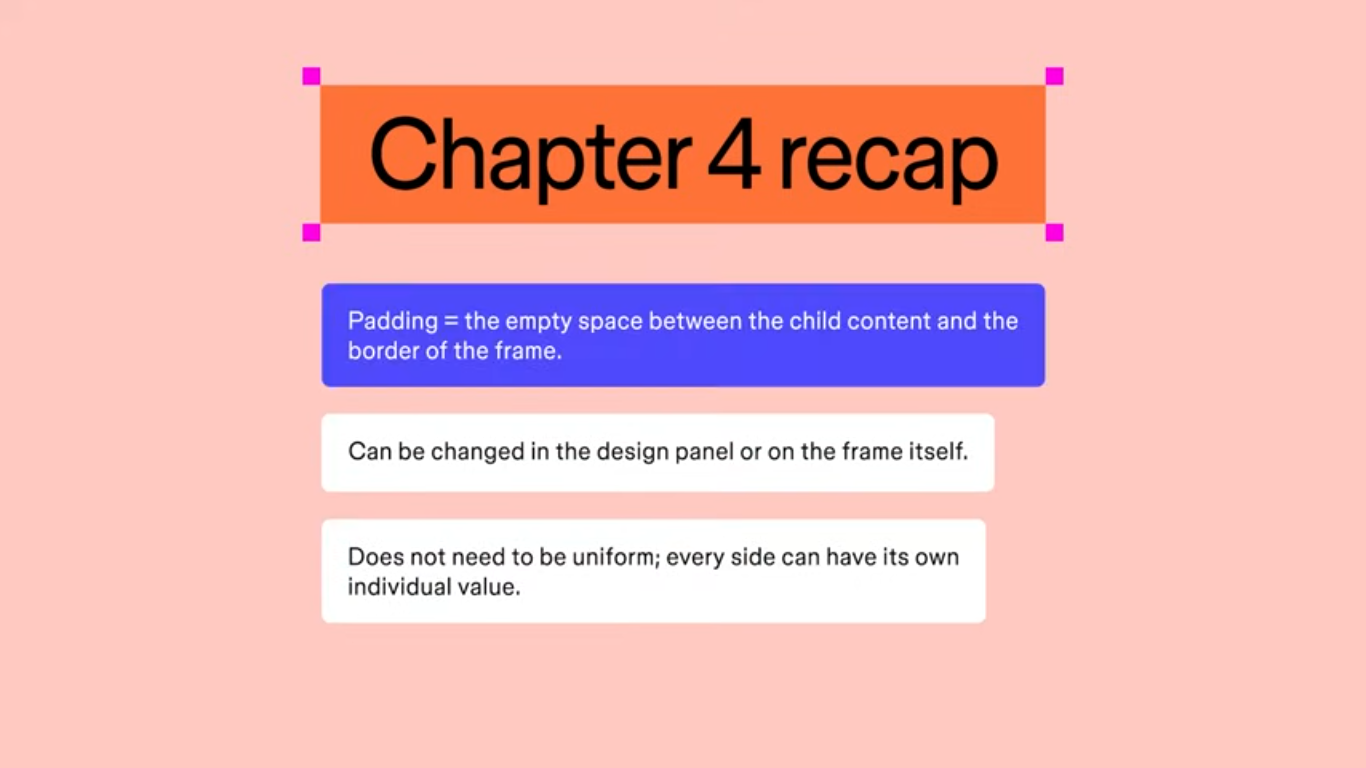 Chapter 4 recap
Padding = the empty space between the child content and the
border of the frame.
Can be changed in the design panel or on the frame itself.
Does not need to be uniform; every side can have its own
individual value.